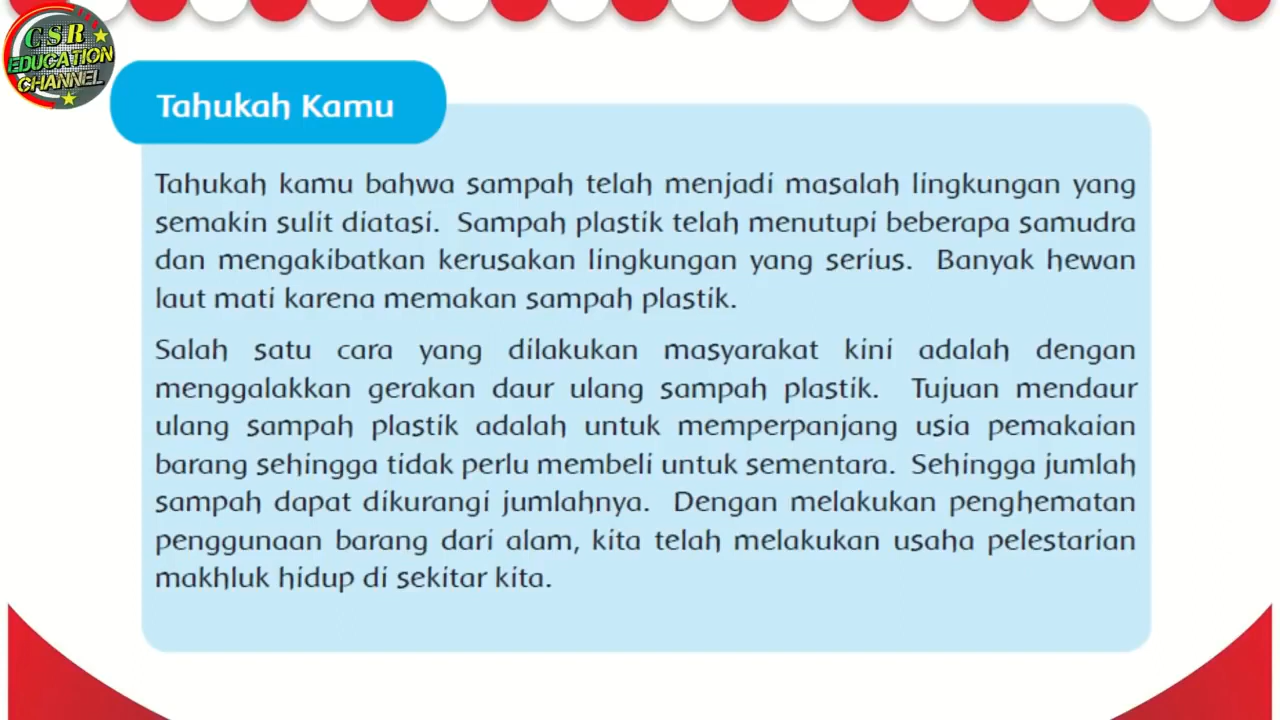 CSR
EDUCATION
CHANNEL
Tahukah Kamu
Tahukah kamu bahwa sampah telah menjadi masalah lingkungan yang
semakin sulit diatasi. Sampah plastik telah menutupi beberapa samudra
dan mengakibatkan kerusakan lingkungan yang serius. Banyak hewan
laut mati karena memakan sampah plastik.
Salah satu cara yang dilakukan masyarakat kini adalah dengan
menggalakkan gerakan daur ulang sampah plastik. Tujuan mendaur
ulang sampah plastik adalah untuk memperpanjang usia pemakaian
barang sehingga tidak perlu membeli untuk sementara. Sehingga jumlah
sampah dapat dikurangi jumlahnya. Dengan melakukan penghematan
penggunaan barang dari alam, kita telah melakukan usaha pelestarian
makhluk hidup di sekitar kita.